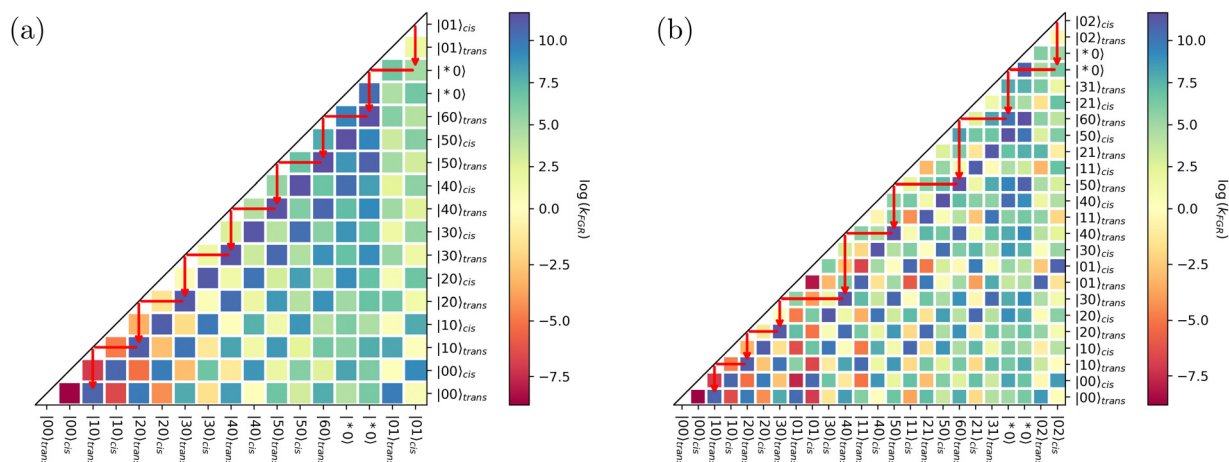 (a)
|01⟩cis
|01⟩trans
|*0⟩
|*0⟩
|60⟩trans
|50⟩cis
|50⟩trans
|40⟩cis
|40⟩trans
|30⟩cis
|30⟩trans
|20⟩cis
|20⟩trans
|10⟩cis
|10⟩trans
|00⟩cis
|00⟩trans
|00⟩trans
|00⟩cis
|10⟩trans
|10⟩cis
|20⟩trans
|20⟩cis
|30⟩trans
|30⟩cis
|40⟩trans
|40⟩cis
|50⟩trans
|50⟩cis
|60⟩trans
|*0⟩
|*0⟩
|01⟩trans
|01⟩cis
10.0
7.5
5.0
2.5
0.0
−2.5
−5.0
−7.5
log(kFGR)
(b)
|02⟩cis
|02⟩trans
|*0⟩
|*0⟩
|31⟩trans
|21⟩cis
|60⟩trans
|50⟩cis
|21⟩trans
|11⟩cis
|50⟩trans
|40⟩cis
|11⟩trans
|40⟩trans
|30⟩cis
|01⟩cis
|01⟩trans
|30⟩trans
|20⟩cis
|20⟩trans
|10⟩cis
|10⟩trans
|00⟩cis
|00⟩trans
|00⟩trans
|00⟩cis
|10⟩trans
|10⟩cis
|20⟩trans
|20⟩cis
|30⟩trans
|01⟩trans
|01⟩cis
|30⟩cis
|40⟩trans
|11⟩trans
|40⟩cis
|50⟩trans
|11⟩cis
|21⟩trans
|50⟩cis
|60⟩trans
|21⟩cis
|31⟩trans
|*0⟩
|*0⟩
|02⟩trans
|02⟩cis
10.0
7.5
5.0
2.5
0.0
−2.5
−5.0
−7.5
log(kFGR)